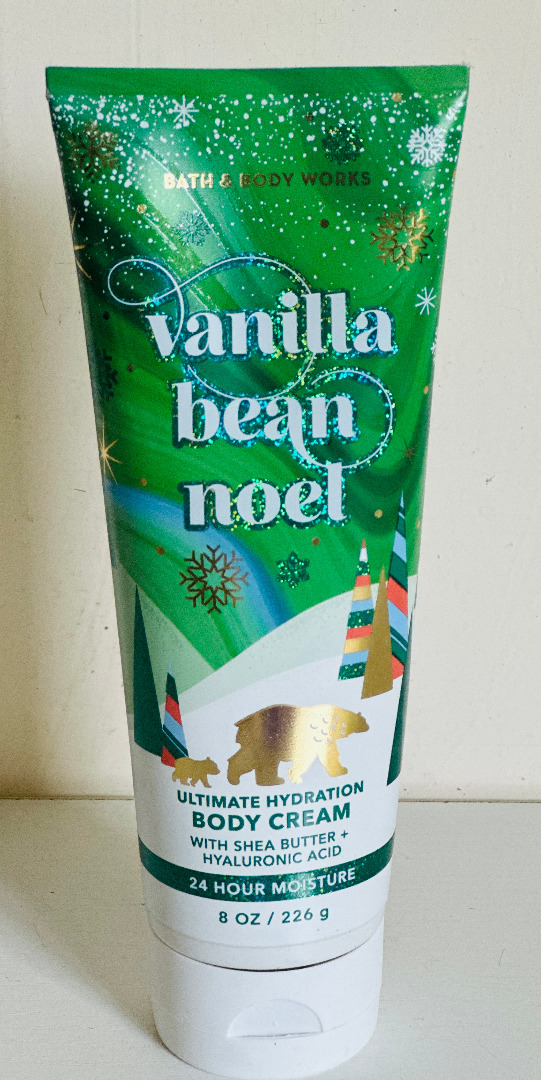 BATH & BODY WORKS
vanilla
bean
noel
ULTIMATE HYDRATION
BODY CREAM
WITH SHEA BUTTER +
HYALURONIC ACID
24 HOUR MOISTURE
8 OZ / 226 g